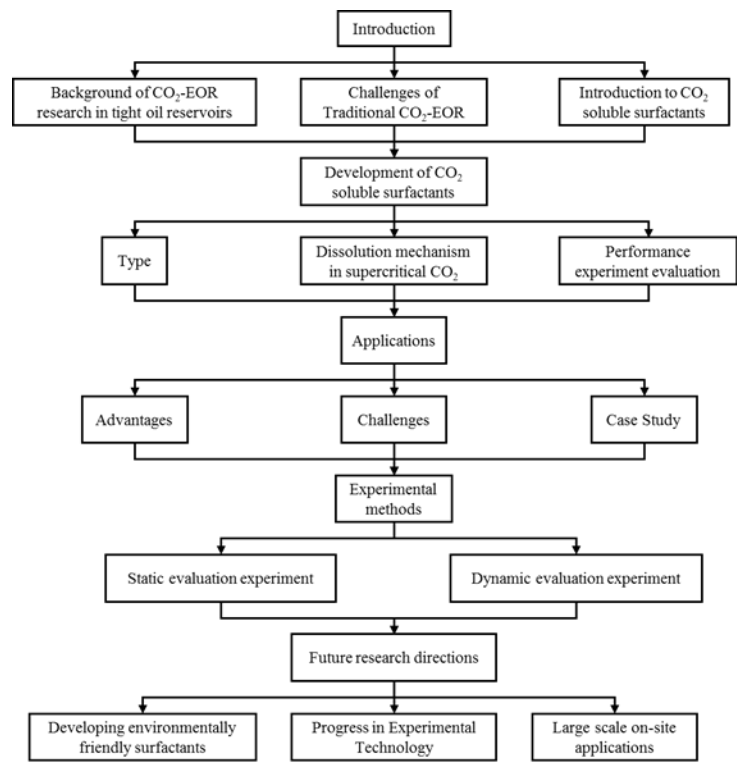 Introduction
Background of CO₂-EOR
research in tight oil reservoirs
Challenges of
Traditional CO₂-EOR
Introduction to CO₂
soluble surfactants
Development of CO₂
soluble surfactants
Type
Dissolution mechanism
in supercritical CO₂
Performance
experiment evaluation
Applications
Advantages
Challenges
Case Study
Experimental
methods
Static evaluation experiment
Dynamic evaluation experiment
Future research directions
Developing environmentally
friendly surfactants
Progress in Experimental
Technology
Large scale on-site
applications